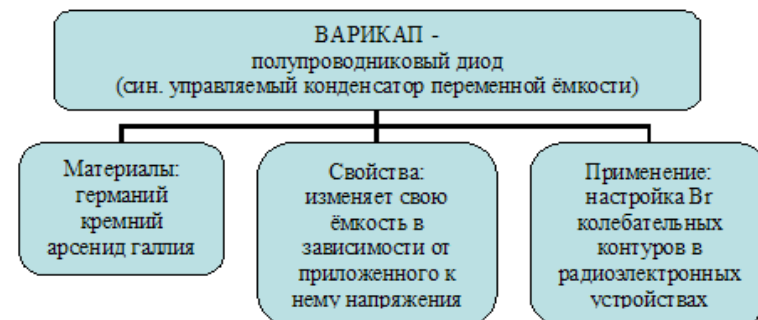 ВАРИКАП -
полупроводниковый диод
(син. управляемый конденсатор переменной ёмкости)
Материалы:
германий
кремний
арсенид галлия
Свойства:
изменяет свою
ёмкость в
зависимости от
приложенного к
нему напряжения
Применение:
настройка Br
колебательных
контуров в
радиоэлектронных
устройствах